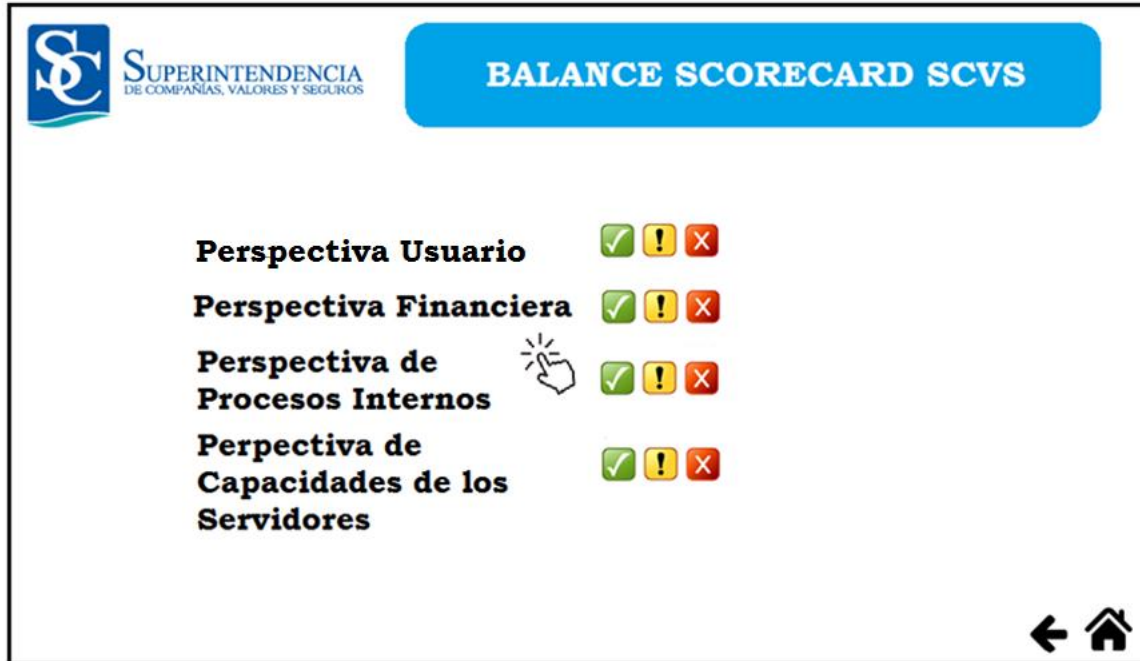 SC
SUPERINTENDENCIA
DE COMPAÑÍAS, VALORES Y SEGUROS
BALANCE SCORECARD SCVS
Perspectiva Usuario
Perspectiva Financiera
Perspectiva de
Procesos Internos
Perpectiva de
Capacidades de los
Servidores